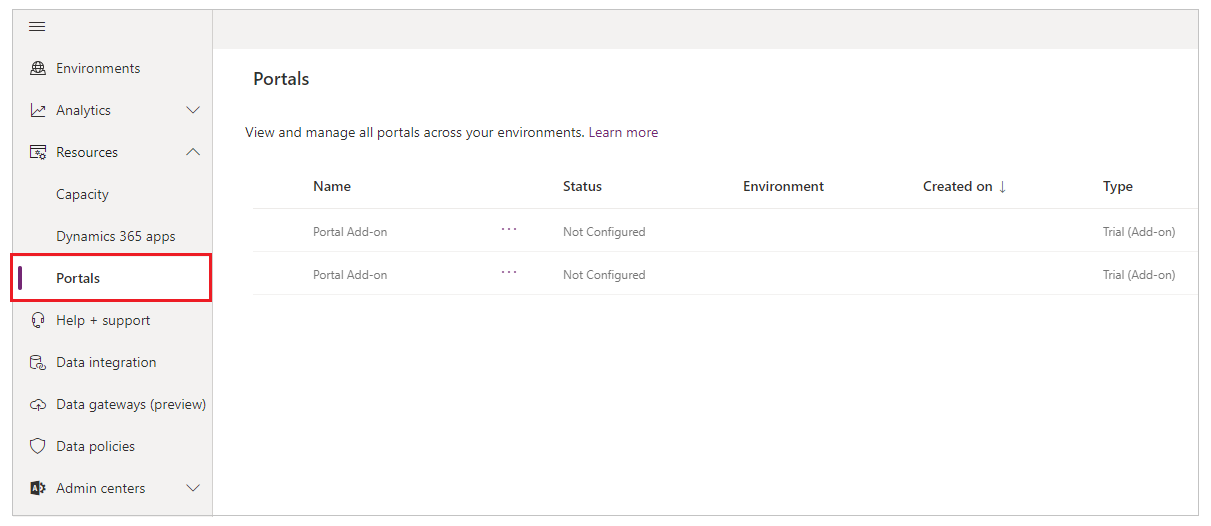 Environments
Analytics
Resources
Capacity
Dynamics 365 apps
Portals
Help + support
Data integration
Data gateways (preview)
Data policies
Admin centers
Portals
View and manage all portals across your environments. Learn more
Name Status Environment Created on ↓ Type
Portal Add-on ... Not Configured Trial (Add-on)
Portal Add-on ... Not Configured Trial (Add-on)